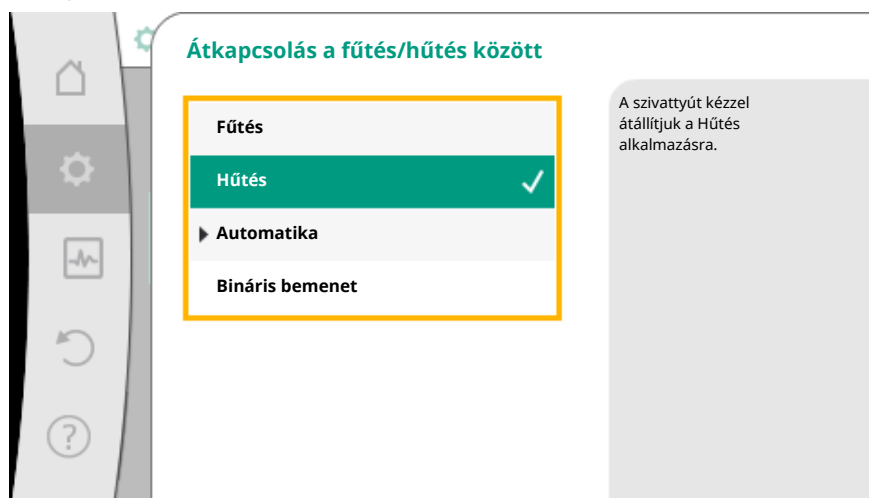 Átkapcsolás a fűtés/hűtés között
Fűtés
Hűtés
Automatika
Bináris bemenet
A szivattyút kézzel
átállítjuk a Hűtés
alkalmazásra.
?